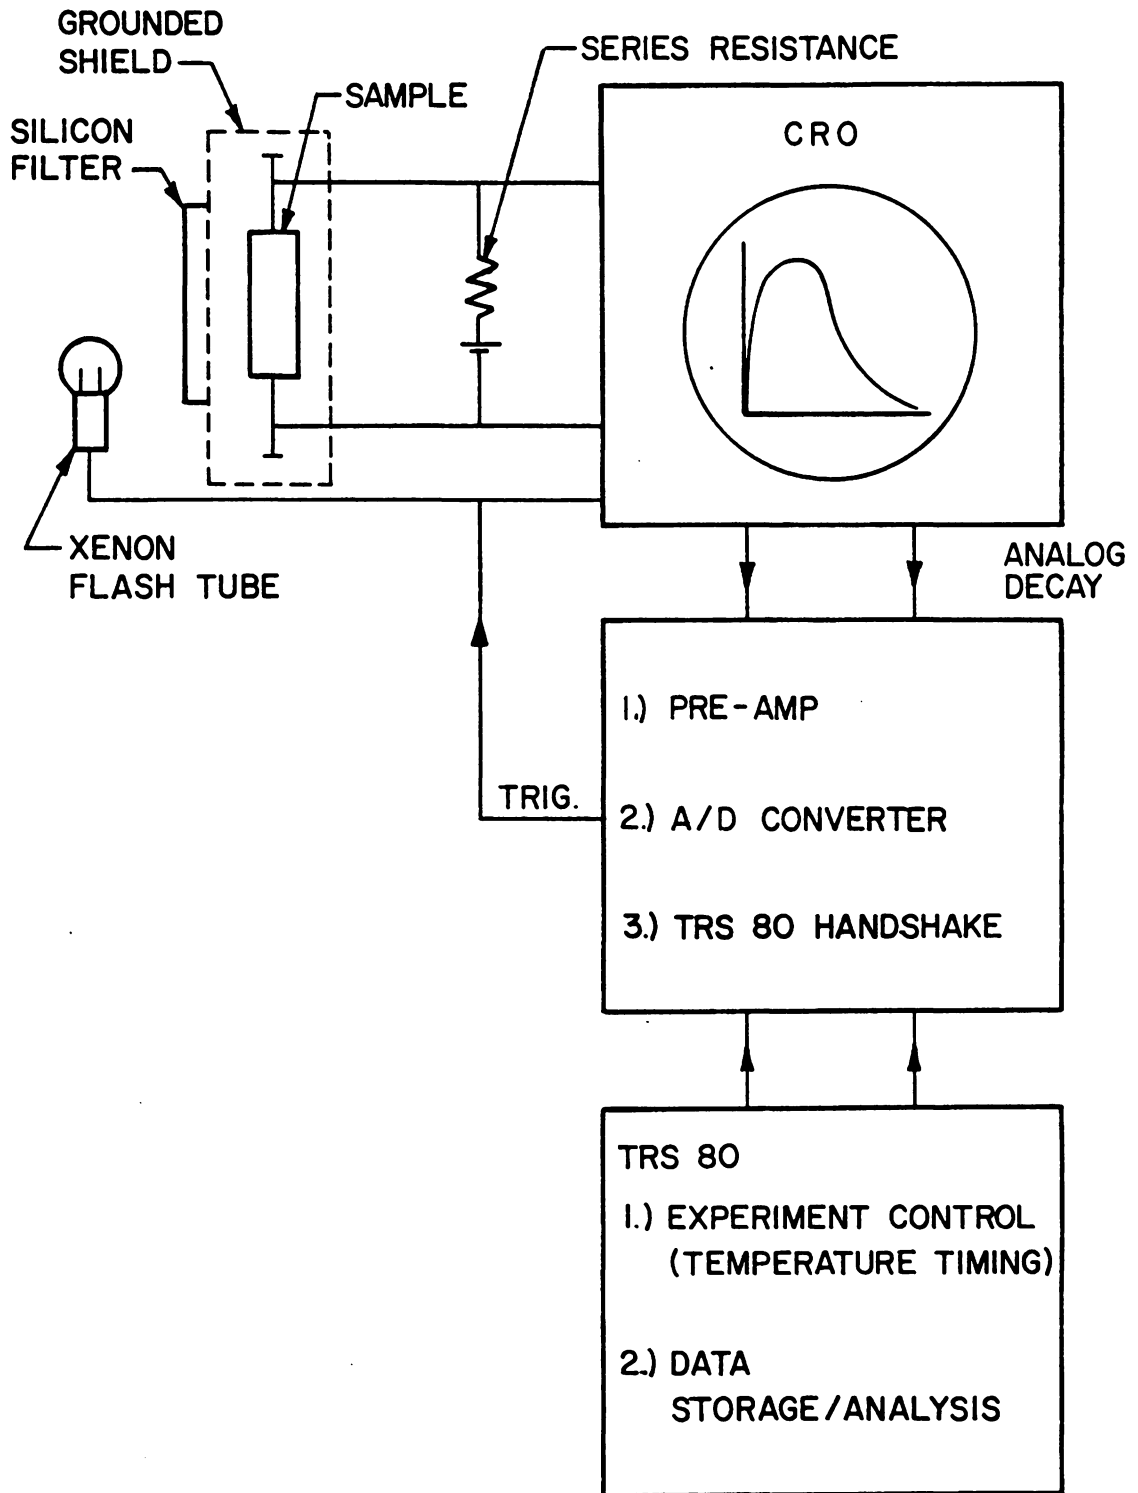 GROUNDED
SHIELD
SERIES RESISTANCE
SAMPLE
SILICON
FILTER
CRO
XENON
FLASH TUBE
ANALOG
DECAY
1.) PRE-AMP
TRIG.
2.) A/D CONVERTER
3.) TRS 80 HANDSHAKE
TRS 80
1.) EXPERIMENT CONTROL
(TEMPERATURE TIMING)
2.) DATA
STORAGE/ANALYSIS